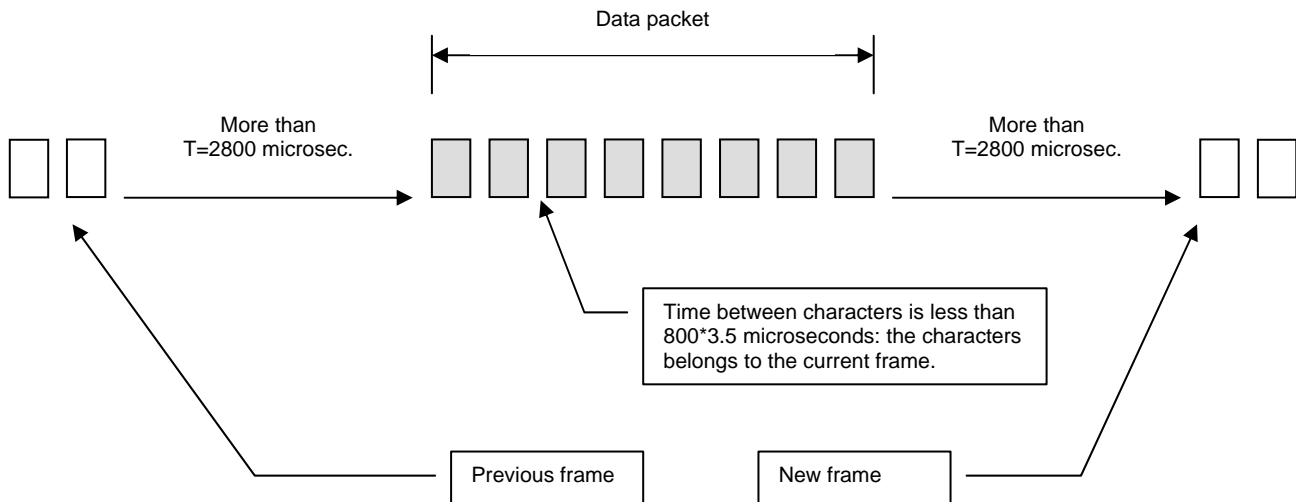 Data packet
More than
T=2800 microsec.
More than
T=2800 microsec.
Time between characters is less than
800*3.5 microseconds: the characters
belongs to the current frame.
Previous frame
New frame